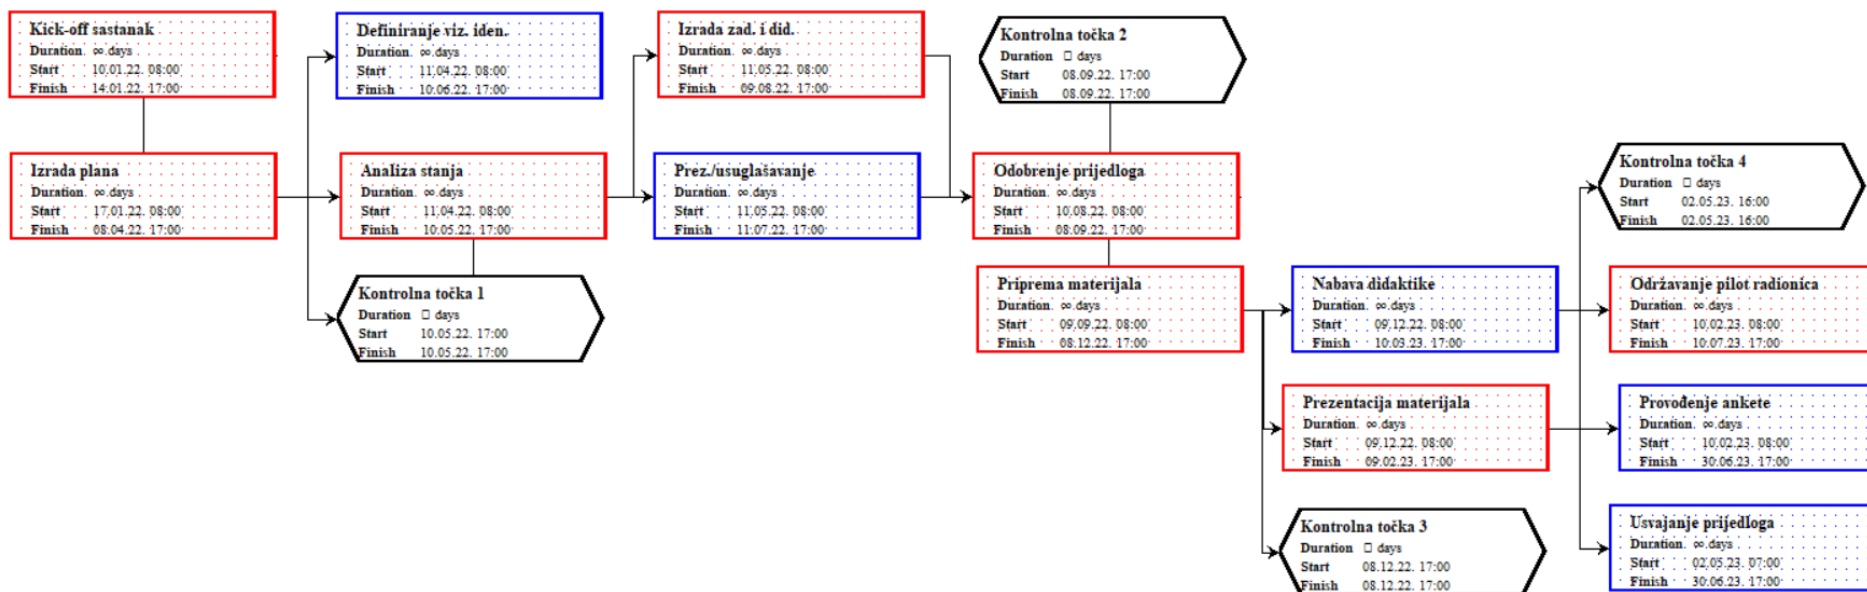 Kick-off sastanak
Duration ∞ days
Start 10.01.22. 08:00
Finish 14.01.22. 17:00
Izrada plana
Duration ∞ days
Start 17.01.22. 08:00
Finish 08.04.22. 17:00
Definiranje viz. iden.
Duration ∞ days
Start 11.04.22. 08:00
Finish 10.06.22. 17:00
Analiza stanja
Duration ∞ days
Start 11.04.22. 08:00
Finish 10.05.22. 17:00
Kontrolna točka 1
Duration □ days
Start 10.05.22. 17:00
Finish 10.05.22. 17:00
Izrada zad. i did.
Duration ∞ days
Start 11.05.22. 08:00
Finish 09.08.22. 17:00
Prez./usuglašavanje
Duration ∞ days
Start 11.05.22. 08:00
Finish 11.07.22. 17:00
Kontrolna točka 2
Duration □ days
Start 08.09.22. 17:00
Finish 08.09.22. 17:00
Odobrenje prijedloga
Duration ∞ days
Start 10.08.22. 08:00
Finish 08.09.22. 17:00
Priprema materijala
Duration ∞ days
Start 09.09.22. 08:00
Finish 08.12.22. 17:00
Nabava didaktike
Duration ∞ days
Start 09.12.22. 08:00
Finish 10.03.23. 17:00
Prezentacija materijala
Duration ∞ days
Start 09.12.22. 08:00
Finish 09.02.23. 17:00
Kontrolna točka 3
Duration □ days
Start 08.12.22. 17:00
Finish 08.12.22. 17:00
Kontrolna točka 4
Duration □ days
Start 02.05.23. 16:00
Finish 02.05.23. 16:00
Održavanje pilot radionica
Duration ∞ days
Start 10.02.23. 08:00
Finish 10.07.23. 17:00
Provođenje ankete
Duration ∞ days
Start 10.02.23. 08:00
Finish 30.06.23. 17:00
Usvajanje prijedloga
Duration ∞ days
Start 02.05.23. 07:00
Finish 30.06.23. 17:00